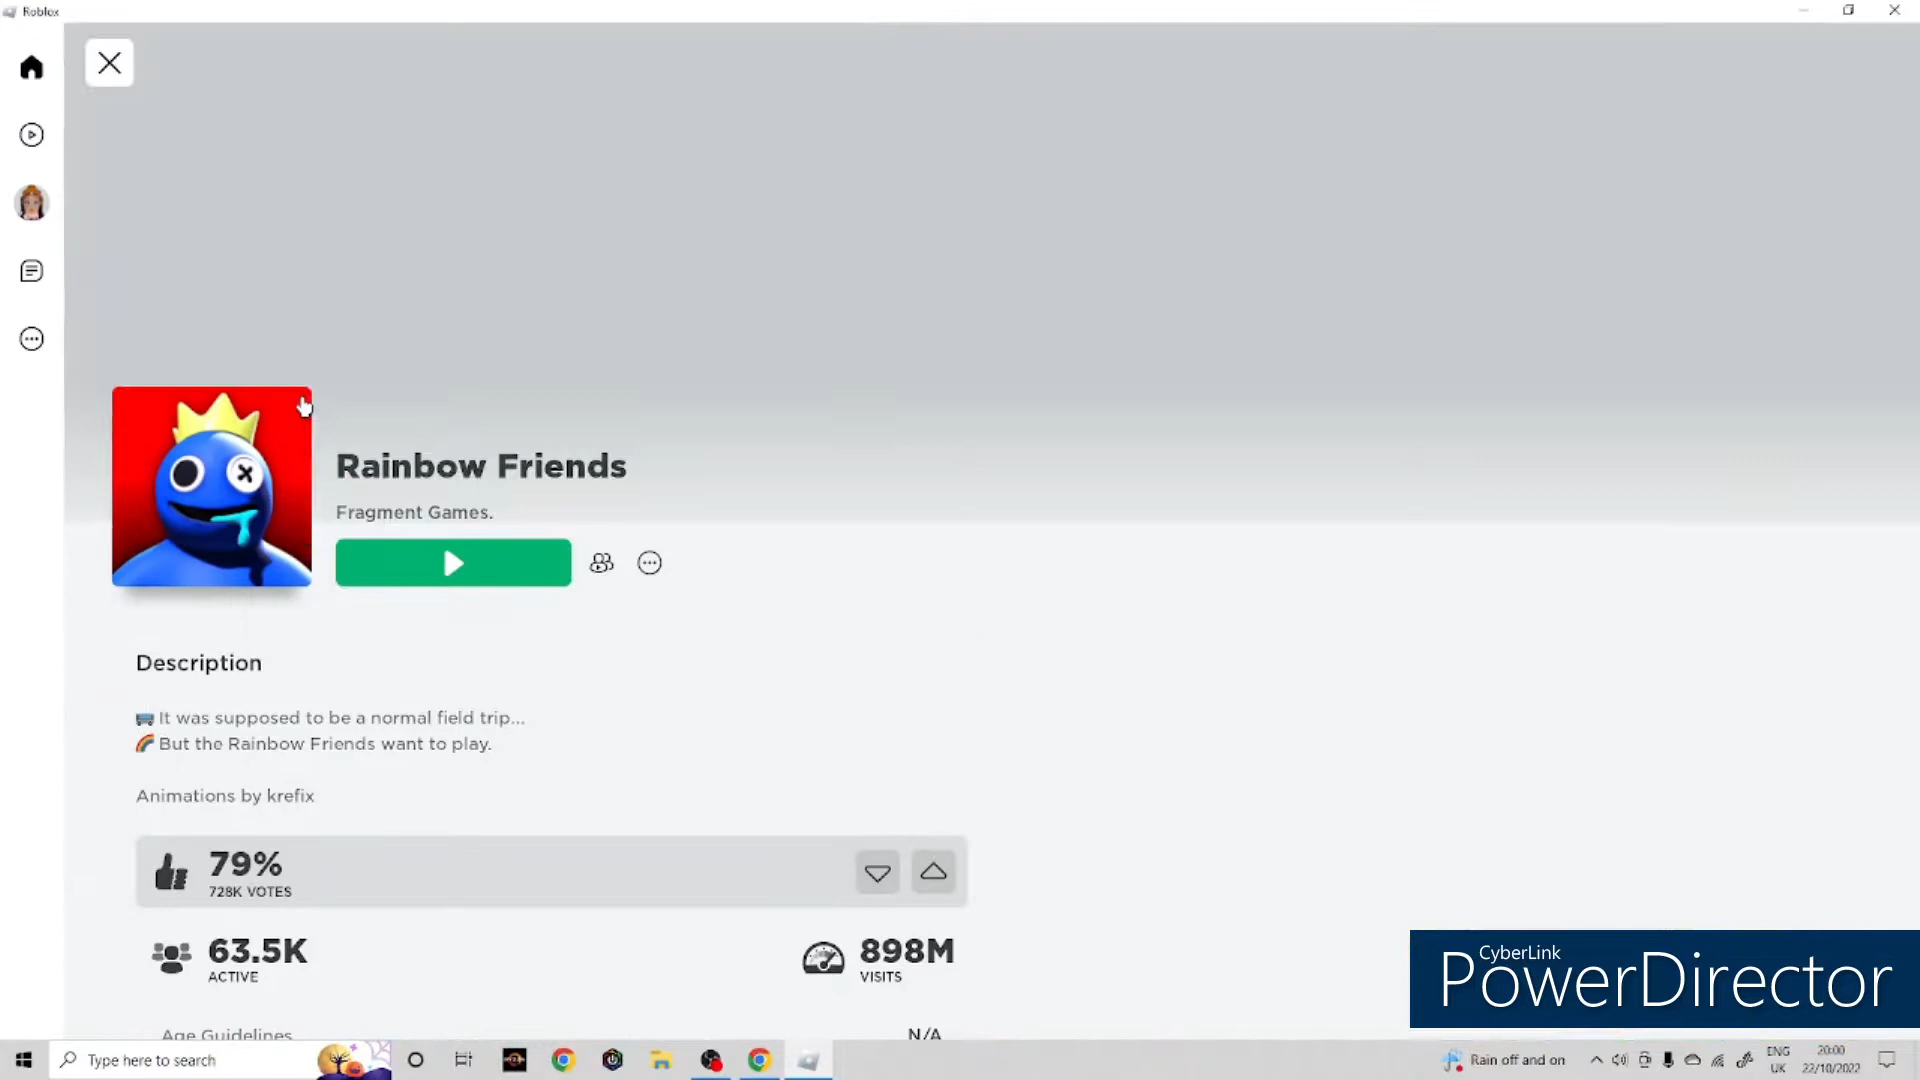 Roblox
Rainbow Friends
Fragment Games.
Description
It was supposed to be a normal field trip...
But the Rainbow Friends want to play.
Animations by krefix
79%
728K VOTES
63.5K
ACTIVE
898M
VISITS
Age Guidelines
N/A
CyberLink
PowerDirector
Type here to search
Rain off and on
ENG
UK
20:00
22/10/2022